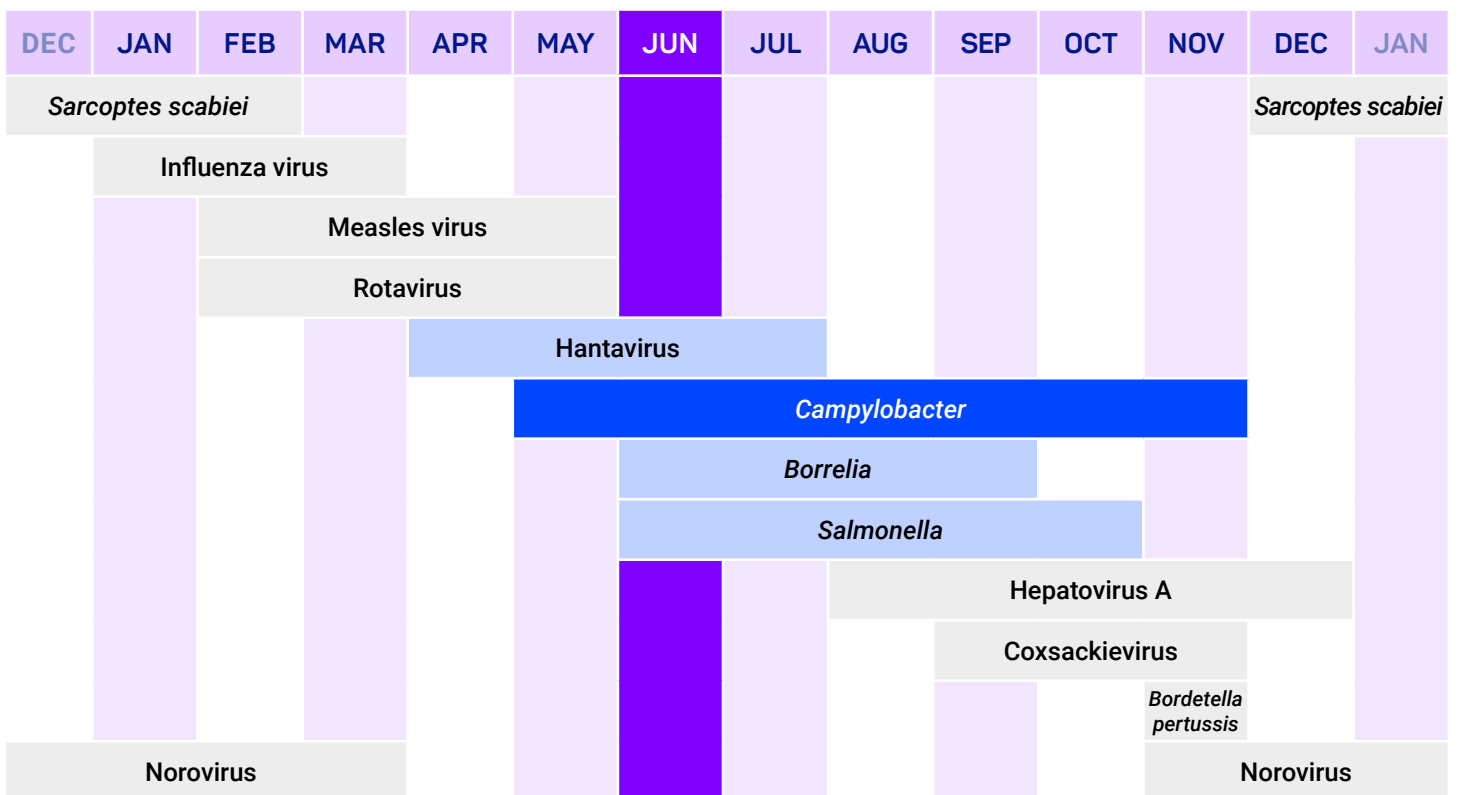 DEC JAN FEB MAR APR MAY JUN JUL AUG SEP OCT NOV DEC JAN
Sarcoptes scabiei Sarcoptes scabiei
Influenza virus
Measles virus
Rotavirus
Hantavirus
Campylobacter
Borrelia
Salmonella
Hepatovirus A
Coxsackievirus
Bordetella
pertussis
Norovirus Norovirus